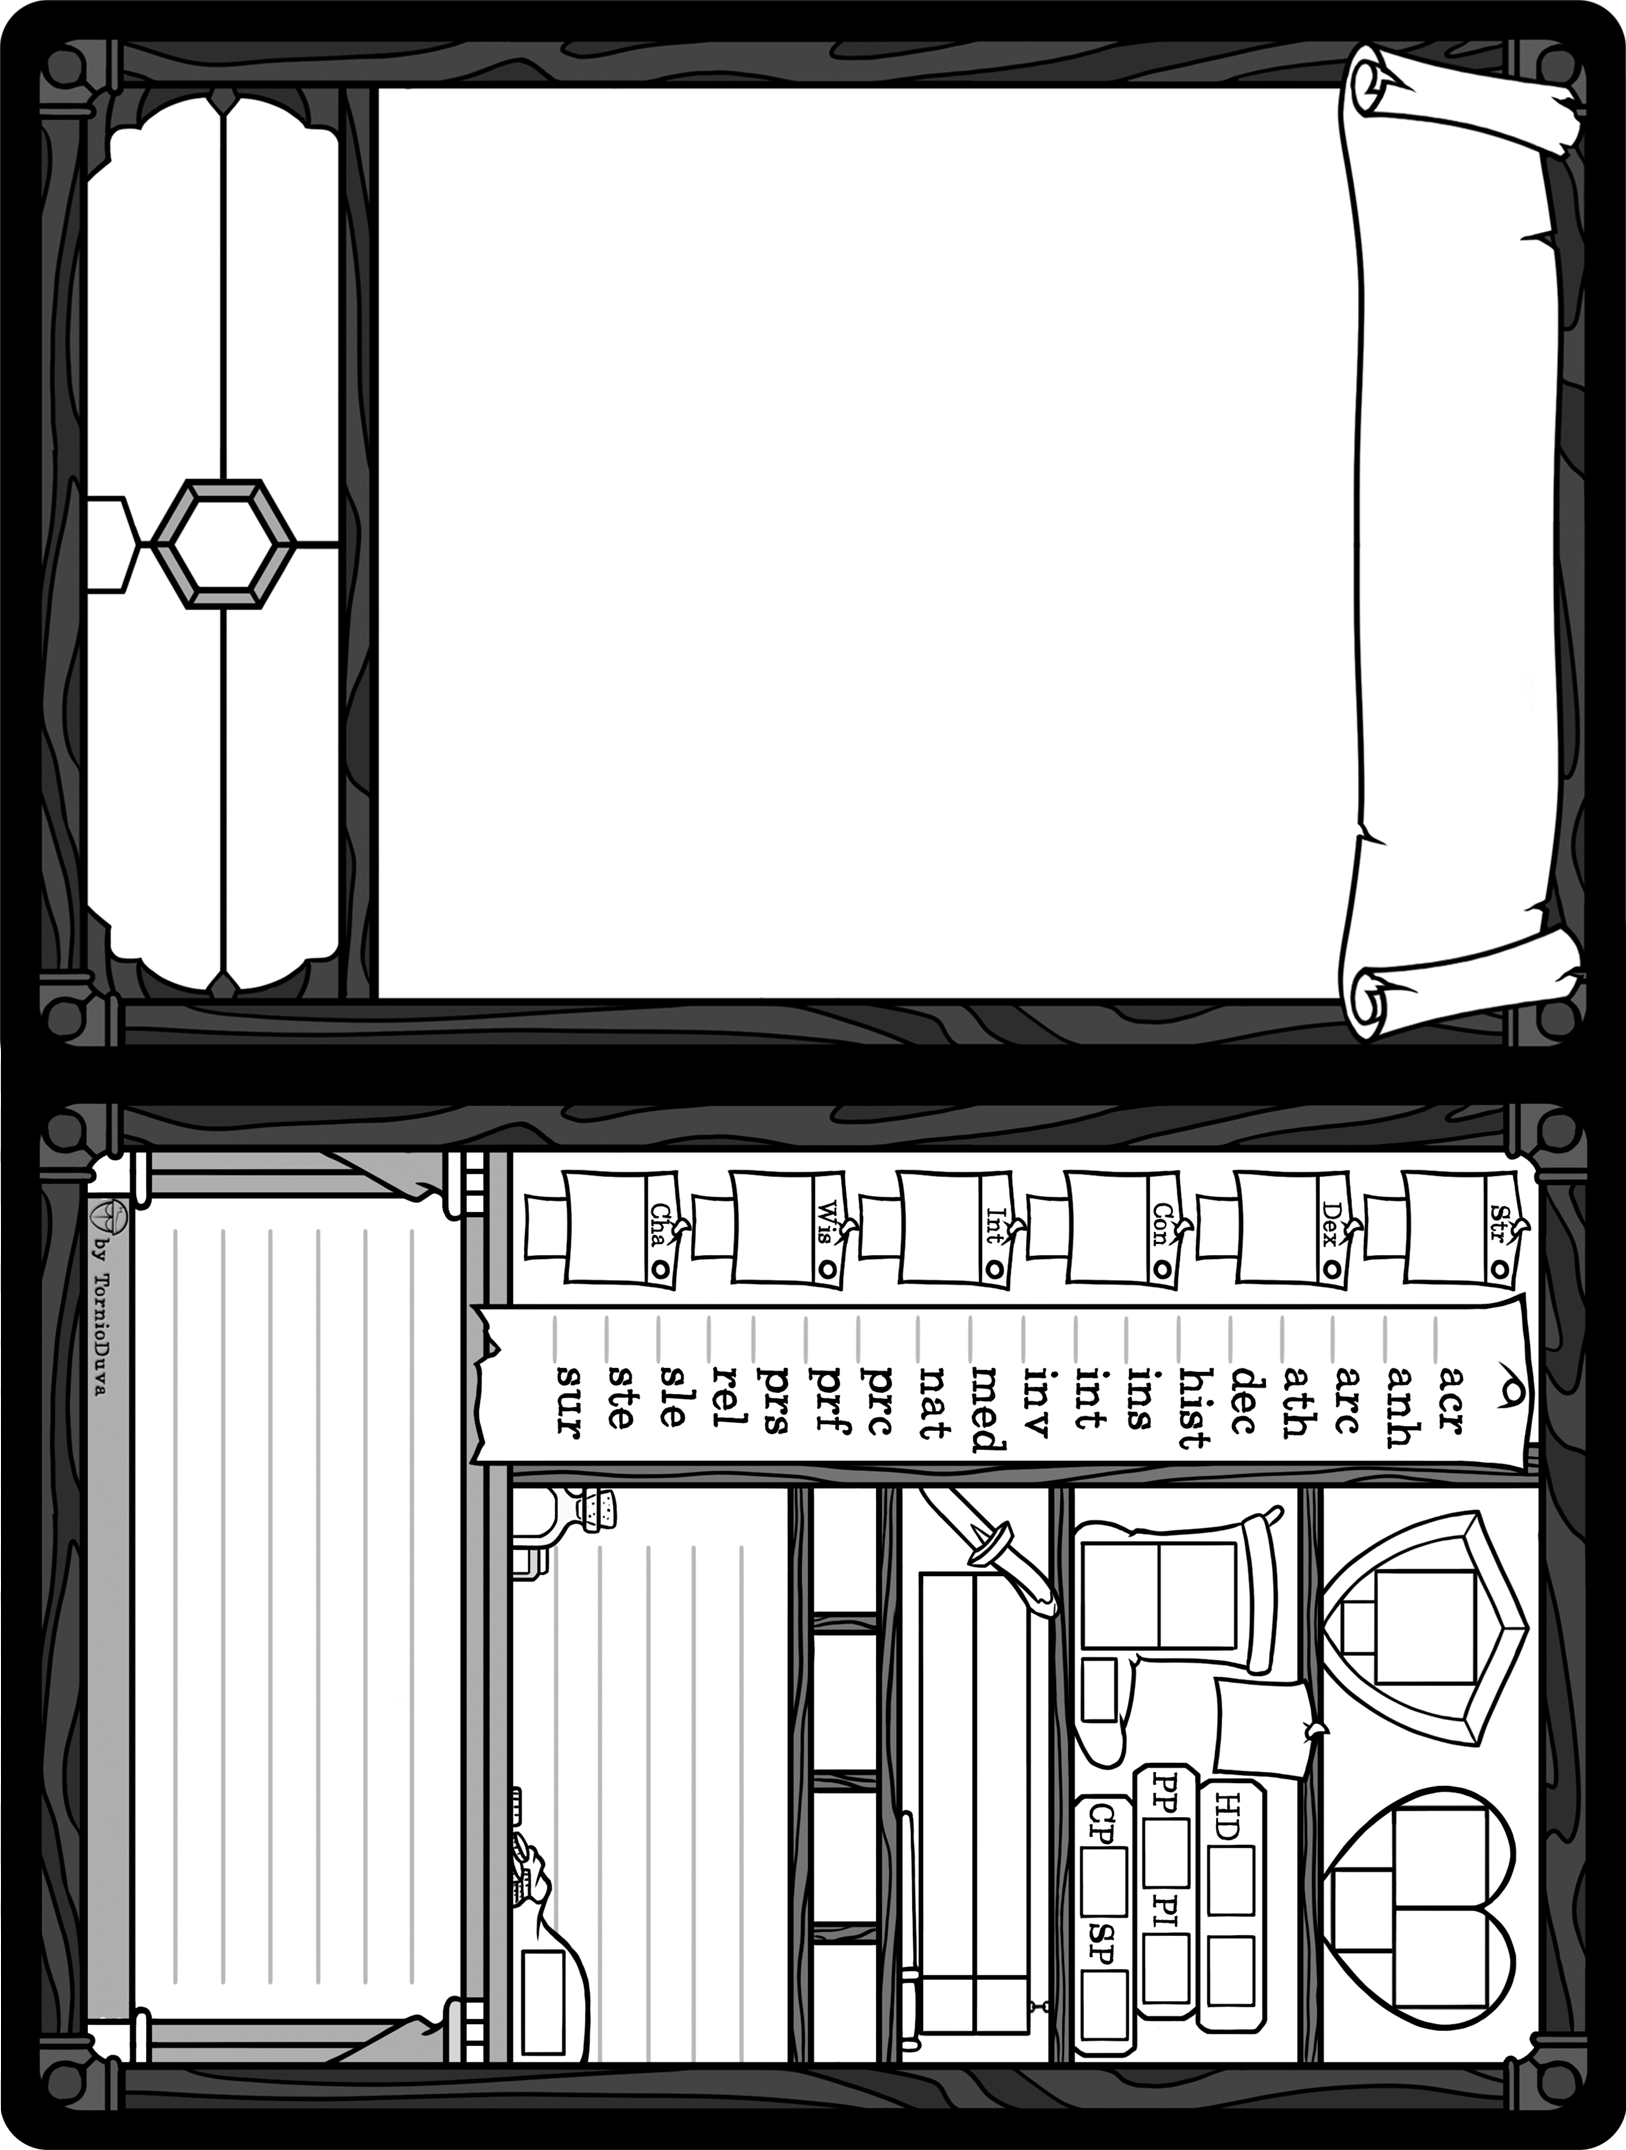 Str
Dex
Con
Int
Wis
Cha
acr
anh
arc
ath
dec
hist
ins
int
inv
med
nat
prc
prf
prs
rel
sle
ste
sur
HD
PP PI
CP SP
by TornioDuva